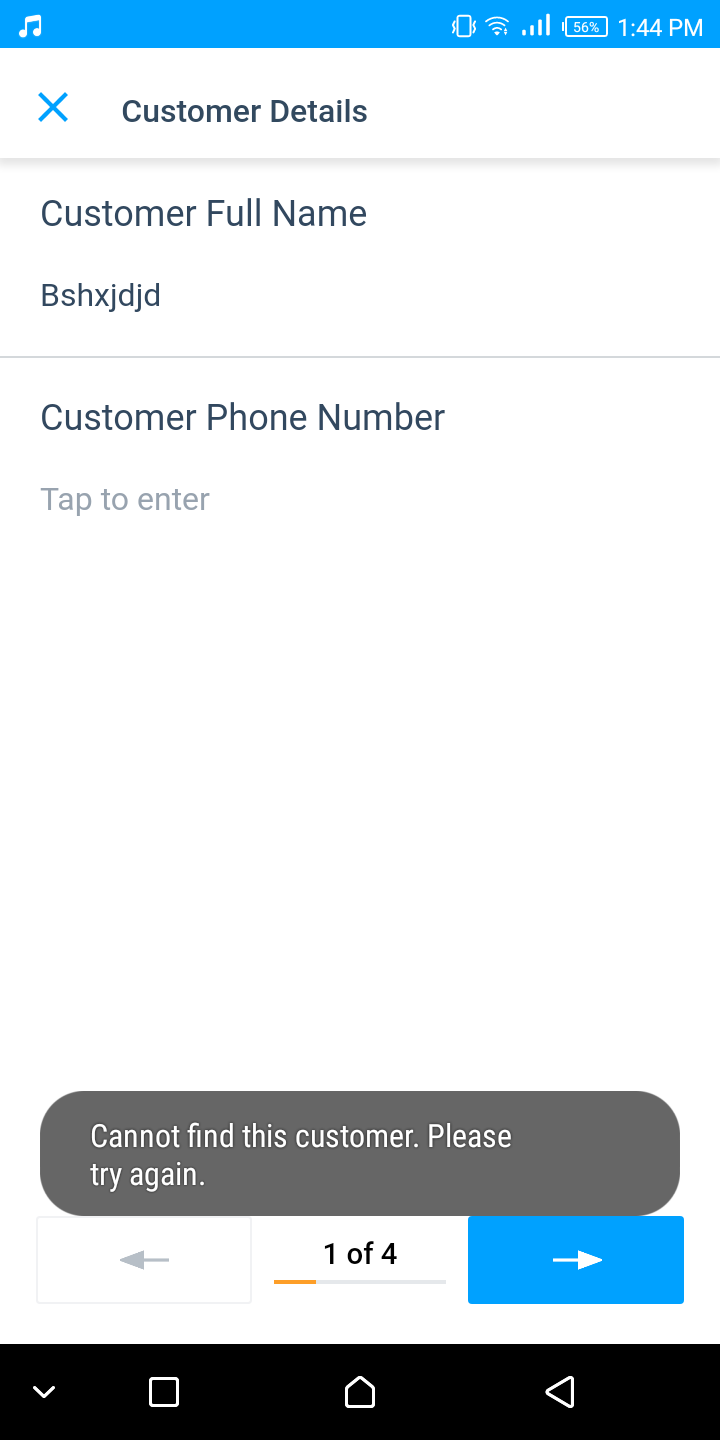 56% 1:44 PM
Customer Details
Customer Full Name
Bshxjdjd
Customer Phone Number
Tap to enter
Cannot find this customer. Please
try again.
1 of 4